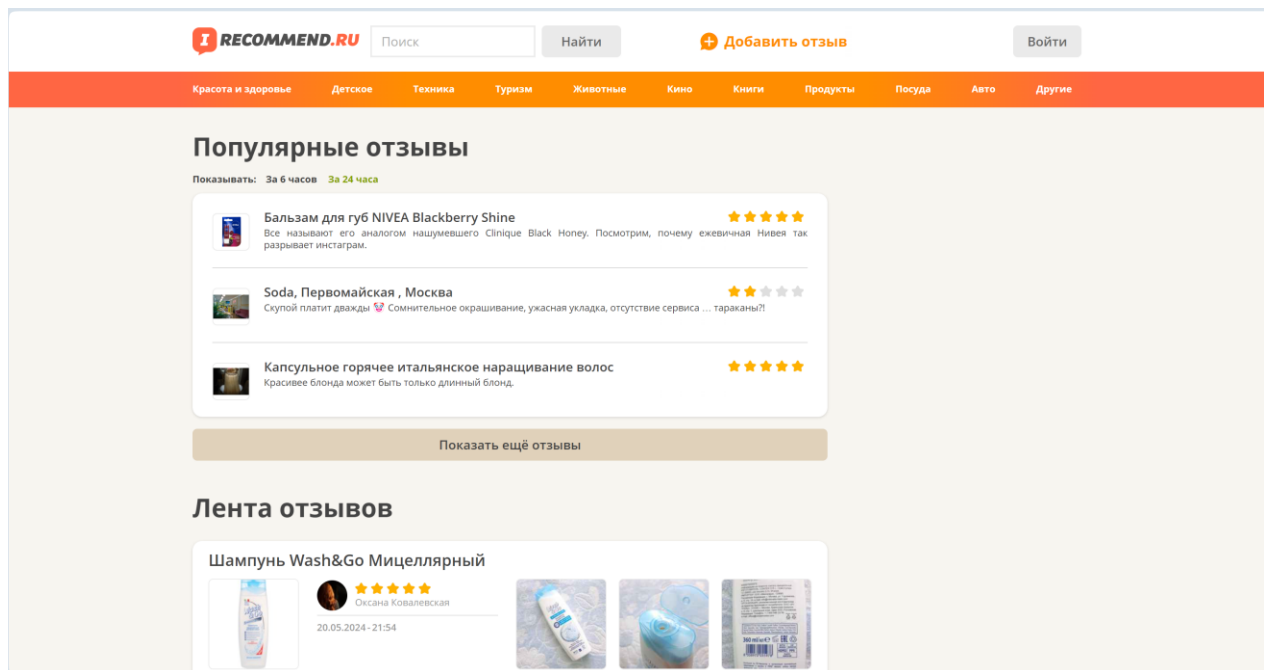 I RECOMMEND.RU
Поиск
Найти
Добавить отзыв
Войти
Красота и здоровье Детское Техника Туризм Животные Кино Книги Продукты Посуда Авто Другие
Популярные отзывы
Показывать: За 6 часов За 24 часа
Бальзам для губ NIVEA Blackberry Shine
Все называют его аналогом нашумевшего Clinique Black Honey. Посмотрим, почему ежевичная Нивея так
разрывает инстаграм.
Soda, Первомайская , Москва
Скупой платит дважды 🤡 Сомнительное окрашивание, ужасная укладка, отсутствие сервиса … тараканы?!
Капсульное горячее итальянское наращивание волос
Красивее блонда может быть только длинный блонд.
Показать ещё отзывы
Лента отзывов
Шампунь Wash&Go Мицеллярный
Оксана Ковалевская
20.05.2024 - 21:54